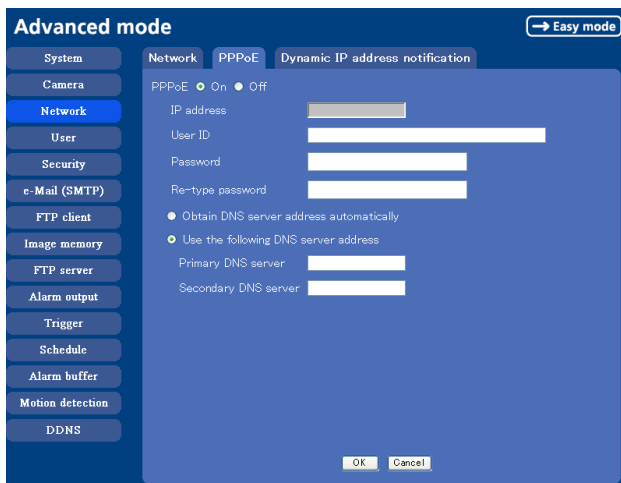 Advanced mode
→ Easy mode
System
Camera
Network
User
Security
e-Mail (SMTP)
FTP client
Image memory
FTP server
Alarm output
Trigger
Schedule
Alarm buffer
Motion detection
DDNS
Network PPPoE Dynamic IP address notification
PPPoE On Off
IP address
User ID
Password
Re-type password
Obtain DNS server address automatically
Use the following DNS server address
Primary DNS server
Secondary DNS server
OK Cancel